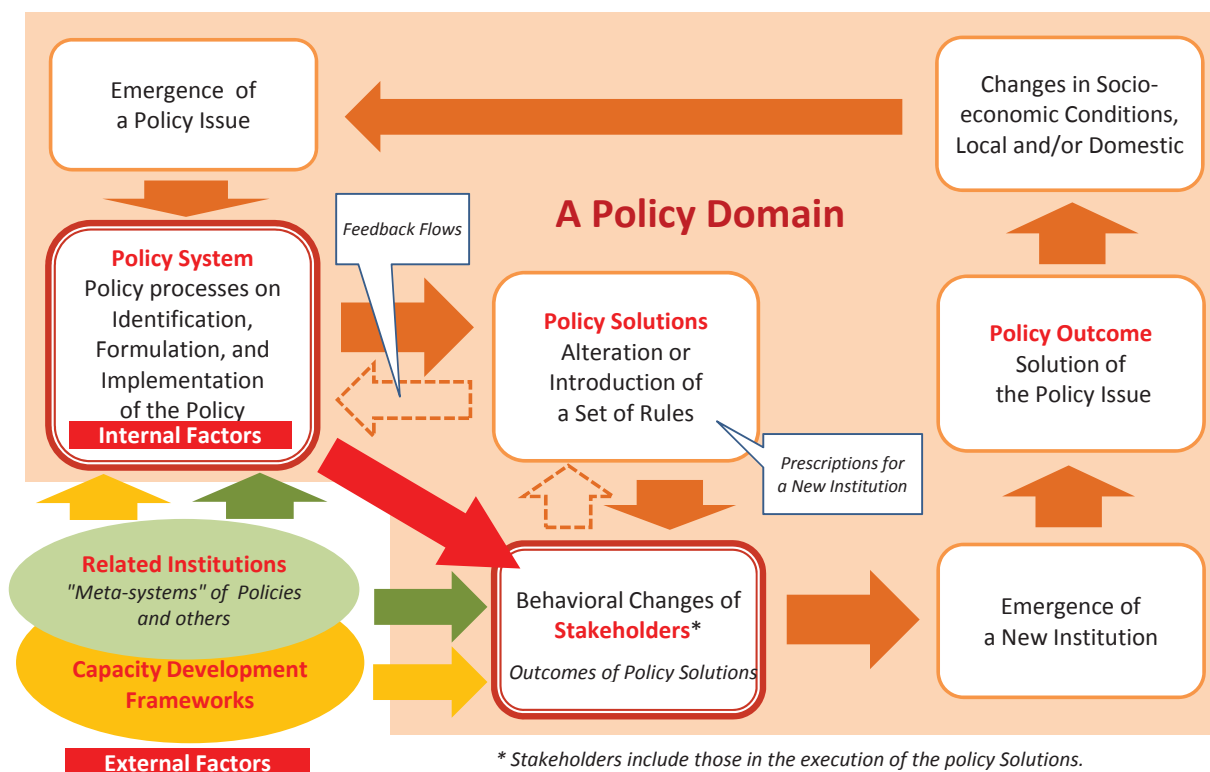 Emergence of
a Policy Issue
Changes in Socio-
economic Conditions,
Local and/or Domestic
A Policy Domain
Feedback Flows
Policy System
Policy processes on
Identification,
Formulation, and
Implementation
of the Policy
Internal Factors
Policy Solutions
Alteration or
Introduction of
a Set of Rules
Policy Outcome
Solution of
the Policy Issue
Prescriptions for
a New Institution
Related Institutions
"Meta-systems" of Policies
and others
Capacity Development
Frameworks
External Factors
Behavioral Changes of
Stakeholders*
Outcomes of Policy Solutions
Emergence of
a New Institution
* Stakeholders include those in the execution of the policy Solutions.